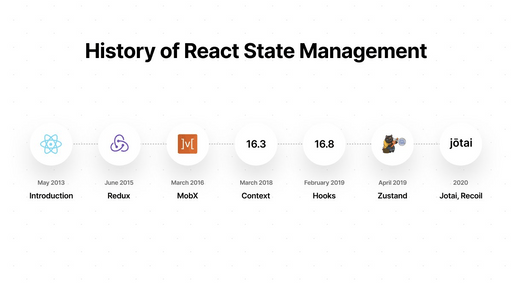 History of React State Management
]M[
16.3
16.8
jōtai
May 2013
June 2015
March 2016
March 2018
February 2019
April 2019
2020
Introduction
Redux
MobX
Context
Hooks
Zustand
Jotai, Recoil